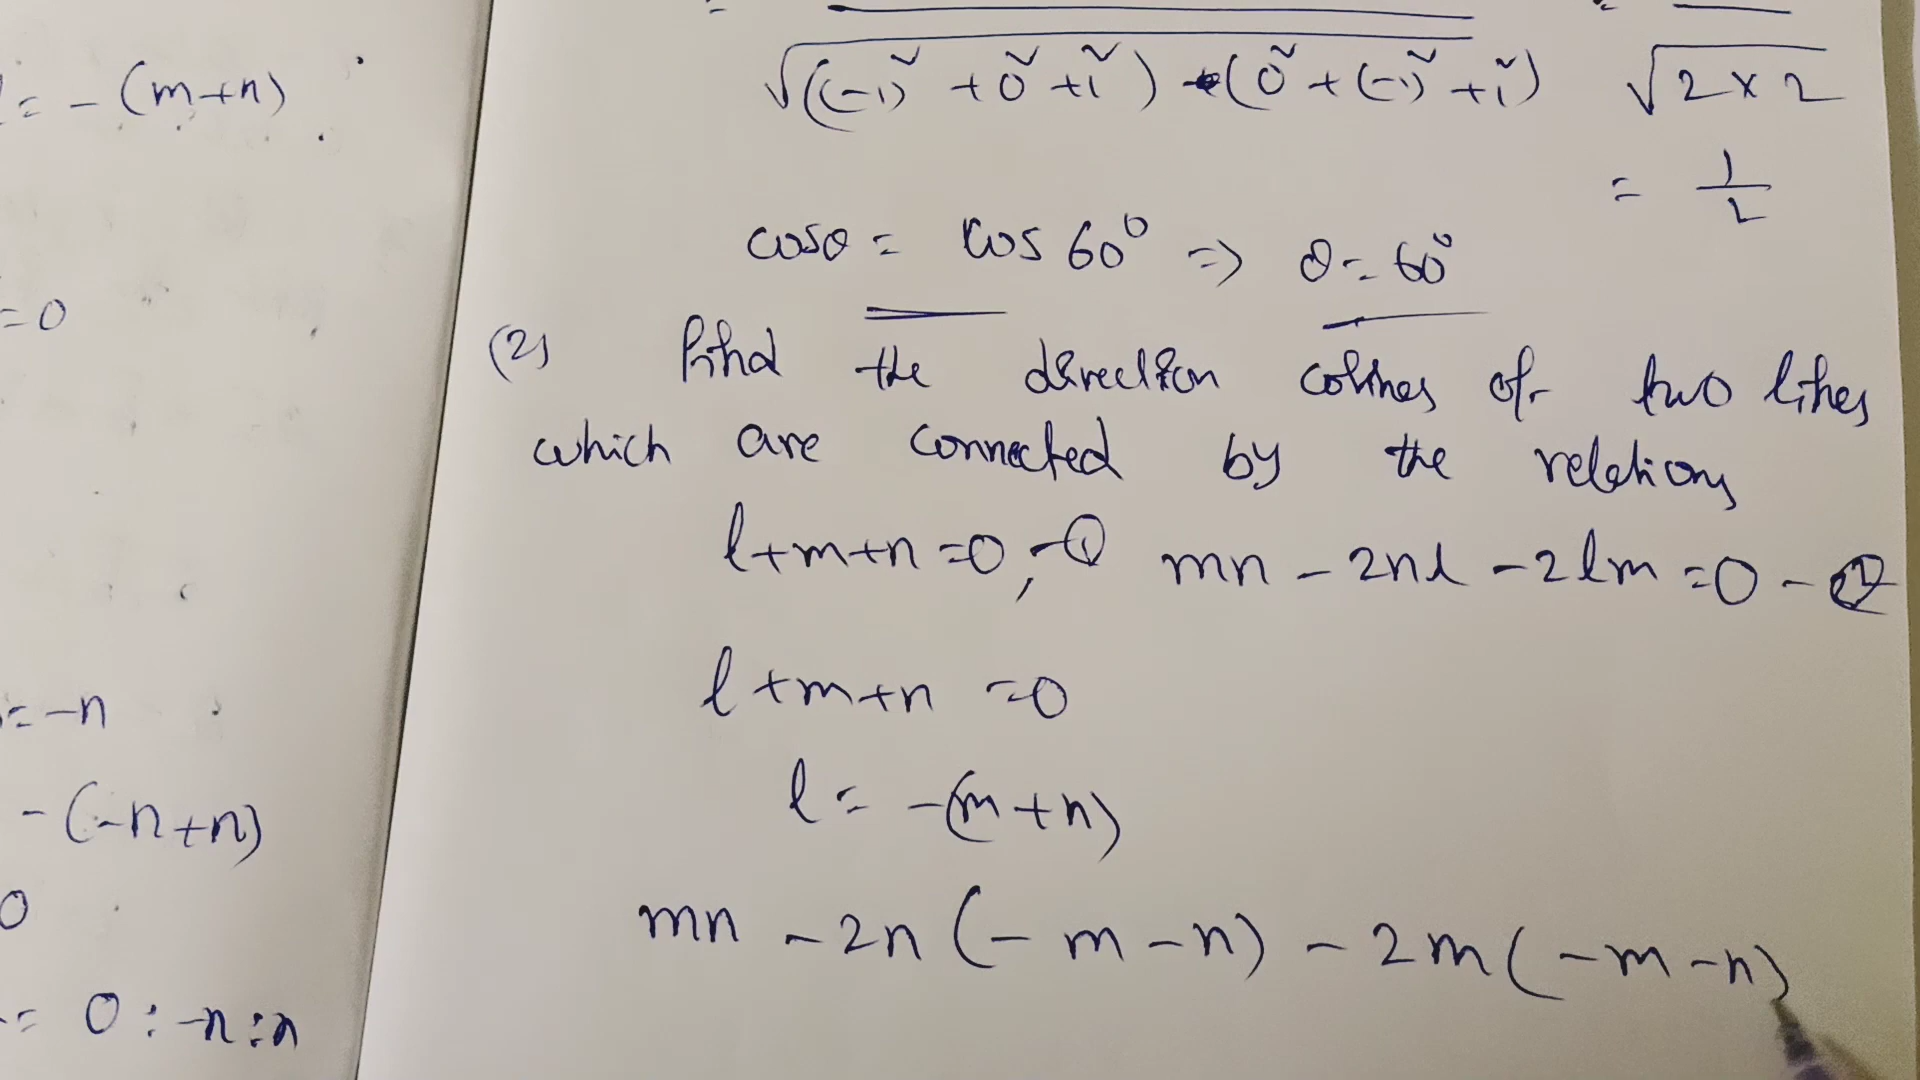 = -(m+n)
=0
= -n
-(-n+n)
0
= 0 : -n : n
√((-1)² + 0² + 1²) (0² + (-1)² + 1²) √2×2
= 1/2
cosθ = cos 60° => θ = 60°
(2) Find the direction cosines of two lines
which are connected by the relations
l+m+n=0, -① mn - 2nl - 2lm = 0 - ②
l+m+n =0
l = -(m+n)
mn - 2n(-m-n) - 2m(-m-n)